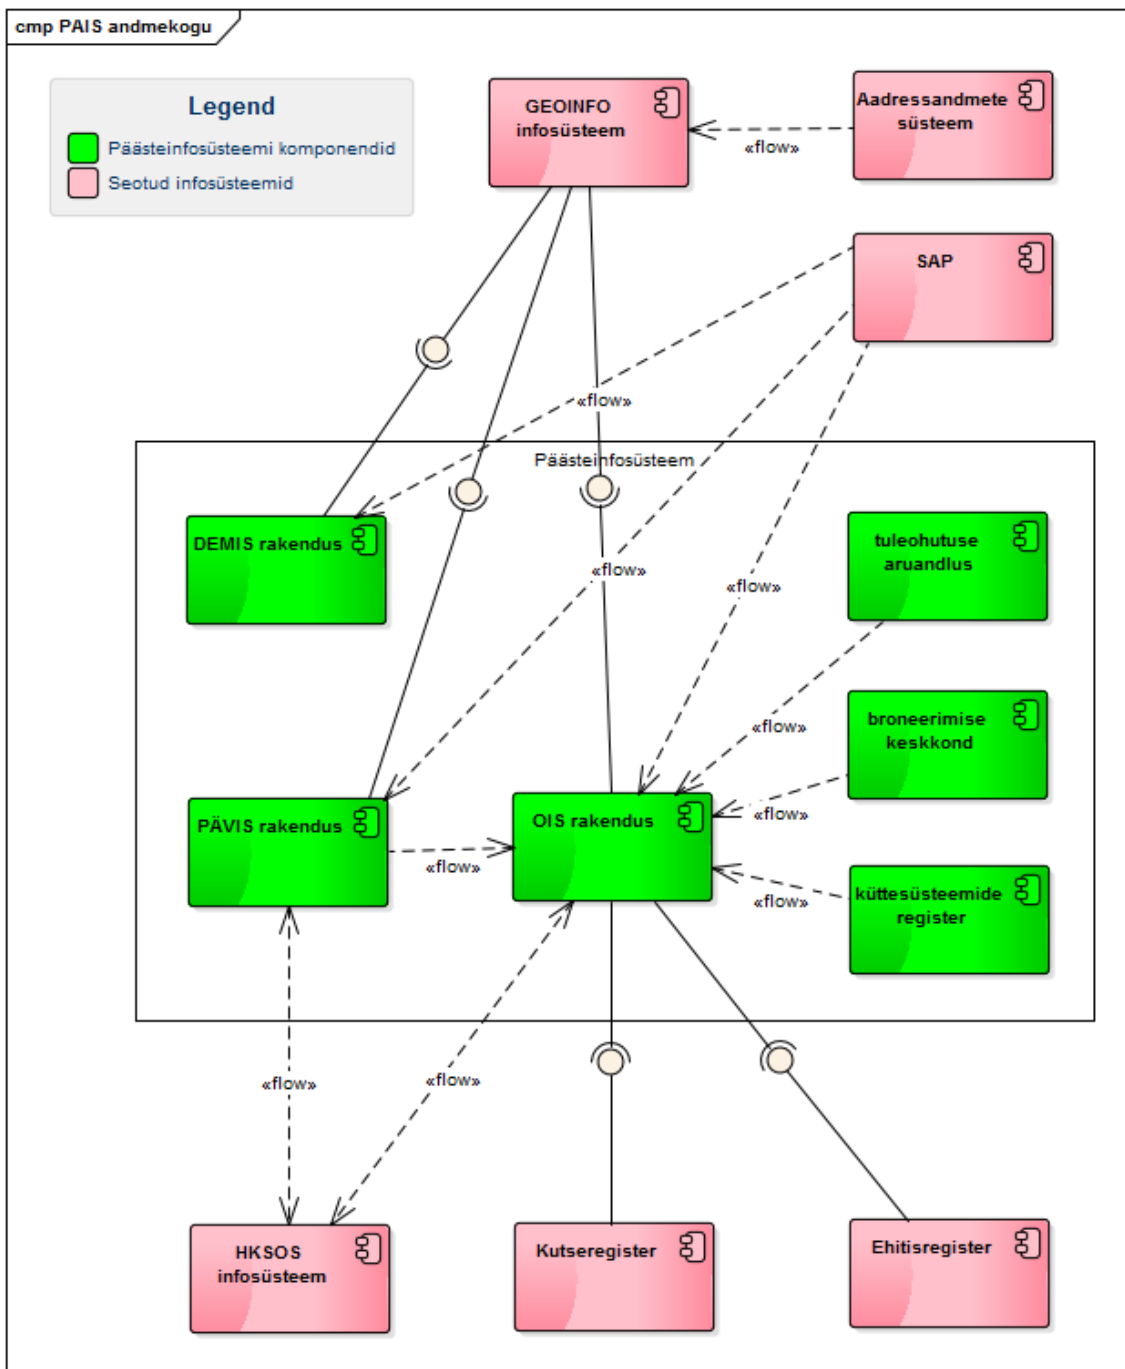 cmp PAIS andmekogu
Legend
Päästeinfosüsteemi komponendid
Seotud infosüsteemid
GEOINFO
infosüsteem
Aadressandmete
süsteem
«flow»
SAP
«flow»
Päästeinfosüsteem
DEMIS rakendus
tuleohutuse
aruandlus
«flow»
«flow»
«flow»
broneerimise
keskkond
PÄVIS rakendus
OIS rakendus
«flow»
«flow»
küttesüsteemide
register
«flow»
«flow»
«flow»
HKSOS
infosüsteem
Kutseregister
Ehitisregister